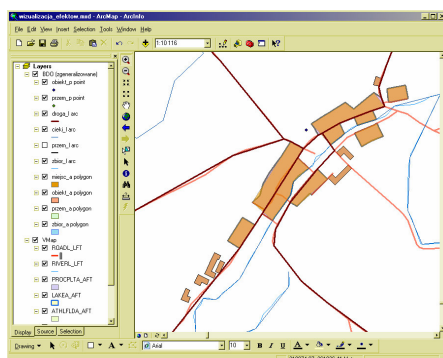 wizualizacja_efektow.mxd - ArcMap - ArcInfo
File Edit View Insert Selection Tools Window Help
1:10 116
Layers
BDO (zgeneralizowane)
obiekt_p point
przem_p point
droga_l arc
cieki_l arc
przem_l arc
zbior_l arc
miejsc_a polygon
obiekt_a polygon
przem_a polygon
zbior_a polygon
VMap
ROADL_LFT
RIVERL_LFT
PROCPLTA_AFT
LAKEA_AFT
ATHLFLDA_AFT
Display Source Selection
Drawing
Arial
10
B I U A